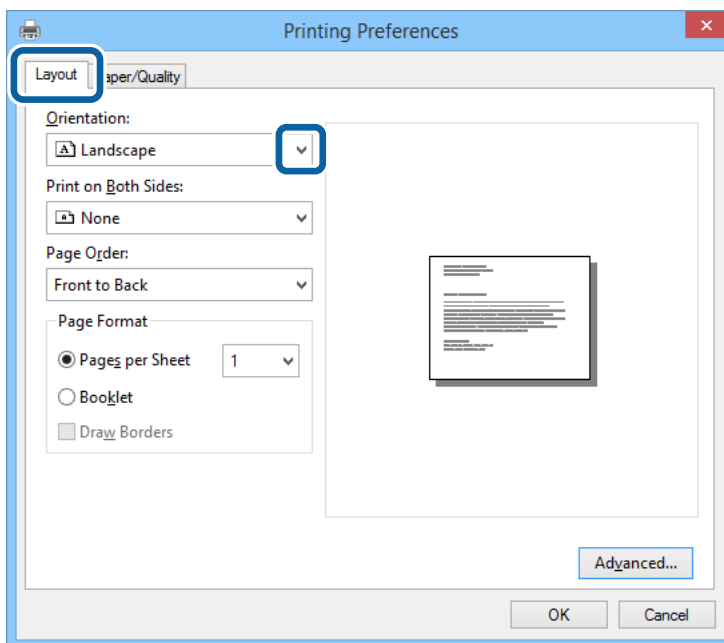 Printing Preferences
Layout
aper/Quality
Orientation:
Landscape
Print on Both Sides:
None
Page Order:
Front to Back
Page Format
Pages per Sheet 1
Booklet
Draw Borders
Advanced...
OK Cancel